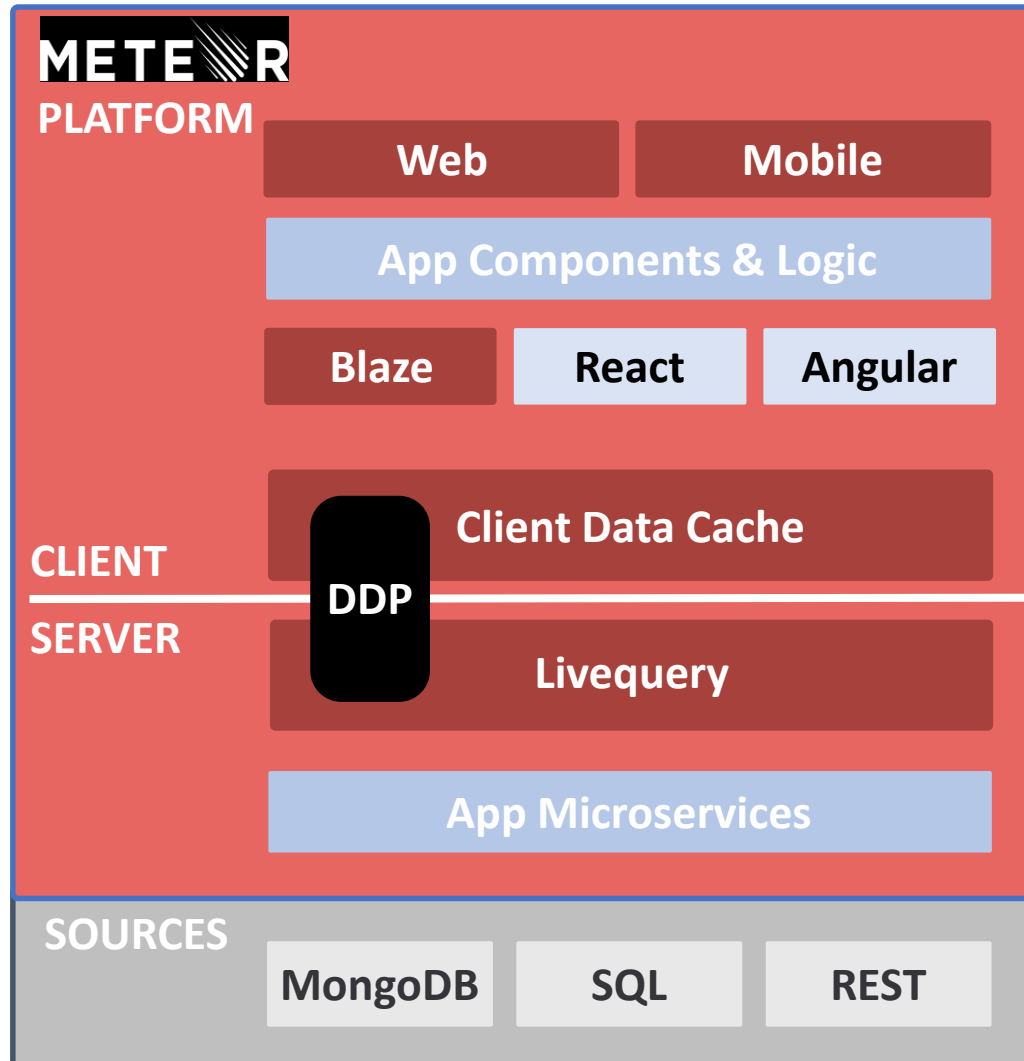 METEOR
PLATFORM
Web
Mobile
App Components & Logic
Blaze
React
Angular
Client Data Cache
CLIENT
DDP
SERVER
Livequery
App Microservices
SOURCES
MongoDB
SQL
REST